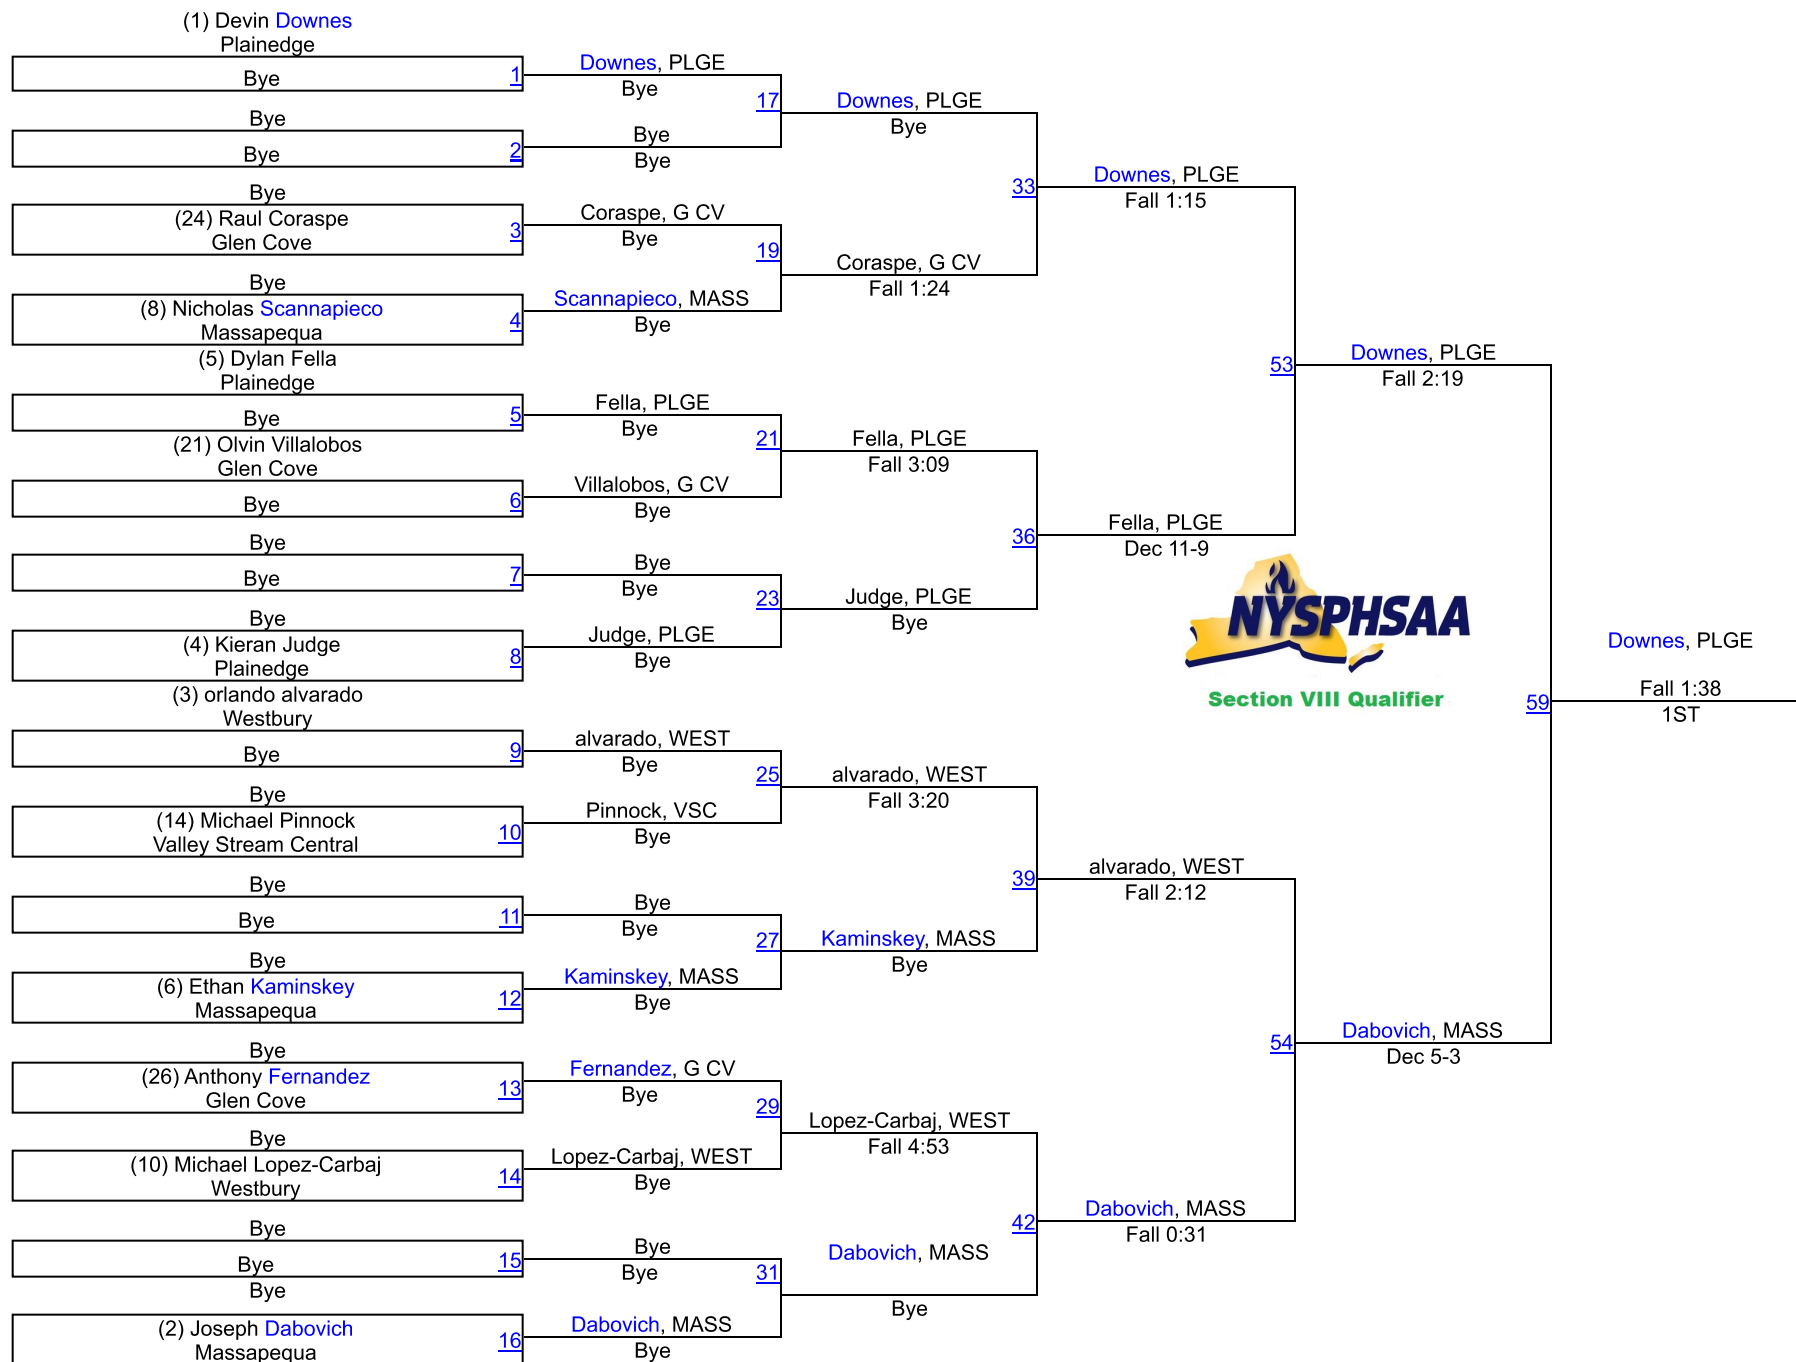 (1) Devin Downes
Plainedge
Bye
1
Bye
Bye
2
Bye
(24) Raul Coraspe
Glen Cove
3
Bye
(8) Nicholas Scannapieco
Massapequa
4
(5) Dylan Fella
Plainedge
Bye
5
(21) Olvin Villalobos
Glen Cove
Bye
6
Bye
Bye
7
Bye
(4) Kieran Judge
Plainedge
8
(3) orlando alvarado
Westbury
Bye
9
Bye
(14) Michael Pinnock
Valley Stream Central
10
Bye
Bye
11
Bye
(6) Ethan Kaminskey
Massapequa
12
Bye
(26) Anthony Fernandez
Glen Cove
13
Bye
(10) Michael Lopez-Carbaj
Westbury
14
Bye
Bye
15
Bye
(2) Joseph Dabovich
Massapequa
16
Downes, PLGE
Bye
17
Bye
Bye
Coraspe, G CV
Bye
19
Scannapieco, MASS
Bye
Fella, PLGE
Bye
21
Villalobos, G CV
Bye
Bye
Bye
23
Judge, PLGE
Bye
alvarado, WEST
Bye
25
Pinnock, VSC
Bye
Bye
Bye
27
Kaminskey, MASS
Bye
Fernandez, G CV
Bye
29
Lopez-Carbaj, WEST
Bye
Bye
Bye
31
Dabovich, MASS
Bye
Downes, PLGE
Bye
33
Coraspe, G CV
Fall 1:24
Fella, PLGE
Fall 3:09
36
Judge, PLGE
Bye
alvarado, WEST
Fall 3:20
39
Kaminskey, MASS
Bye
Lopez-Carbaj, WEST
Fall 4:53
42
Dabovich, MASS
Bye
Downes, PLGE
Fall 1:15
53
Fella, PLGE
Dec 11-9
NYSPHSAA
Section VIII Qualifier
alvarado, WEST
Fall 2:12
54
Dabovich, MASS
Fall 0:31
Downes, PLGE
Fall 2:19
59
Dabovich, MASS
Dec 5-3
Downes, PLGE
Fall 1:38
1ST